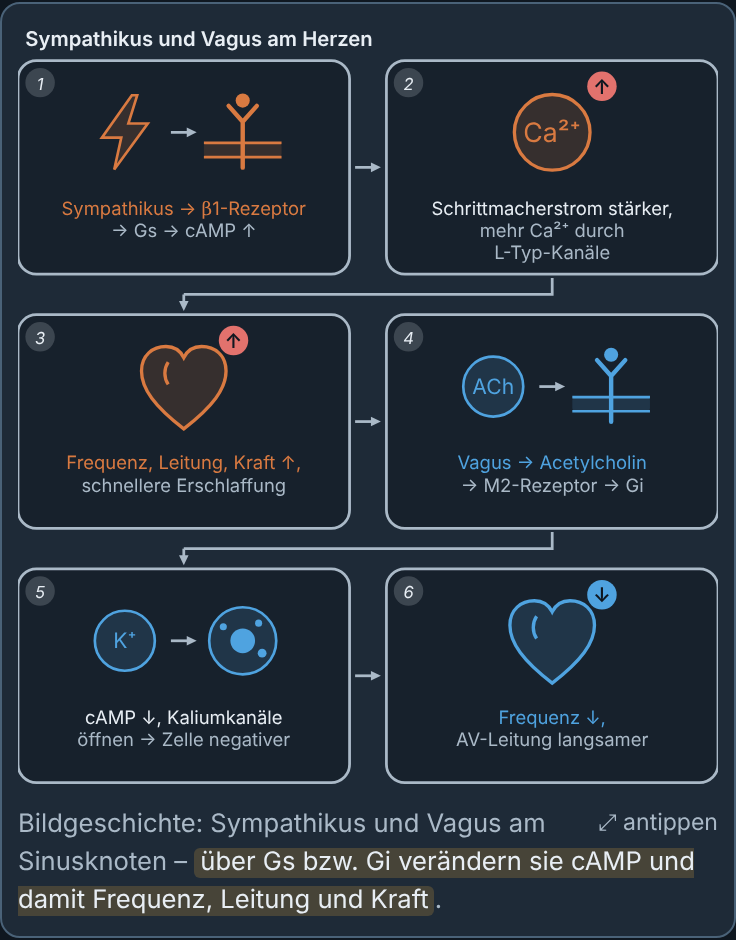 Sympathikus und Vagus am Herzen
1
Sympathikus → β1-Rezeptor
→ Gs → cAMP ↑
2
↑
Ca²⁺
Schrittmacherstrom stärker,
mehr Ca²⁺ durch
L-Typ-Kanäle
3
↑
Frequenz, Leitung, Kraft ↑,
schnellere Erschlaffung
4
ACh
Vagus → Acetylcholin
→ M2-Rezeptor → Gi
5
K⁺
cAMP ↓, Kaliumkanäle
öffnen → Zelle negativer
6
↓
Frequenz ↓,
AV-Leitung langsamer
Bildgeschichte: Sympathikus und Vagus am
⤢ antippen
Sinusknoten – über Gs bzw. Gi verändern sie cAMP und
damit Frequenz, Leitung und Kraft.